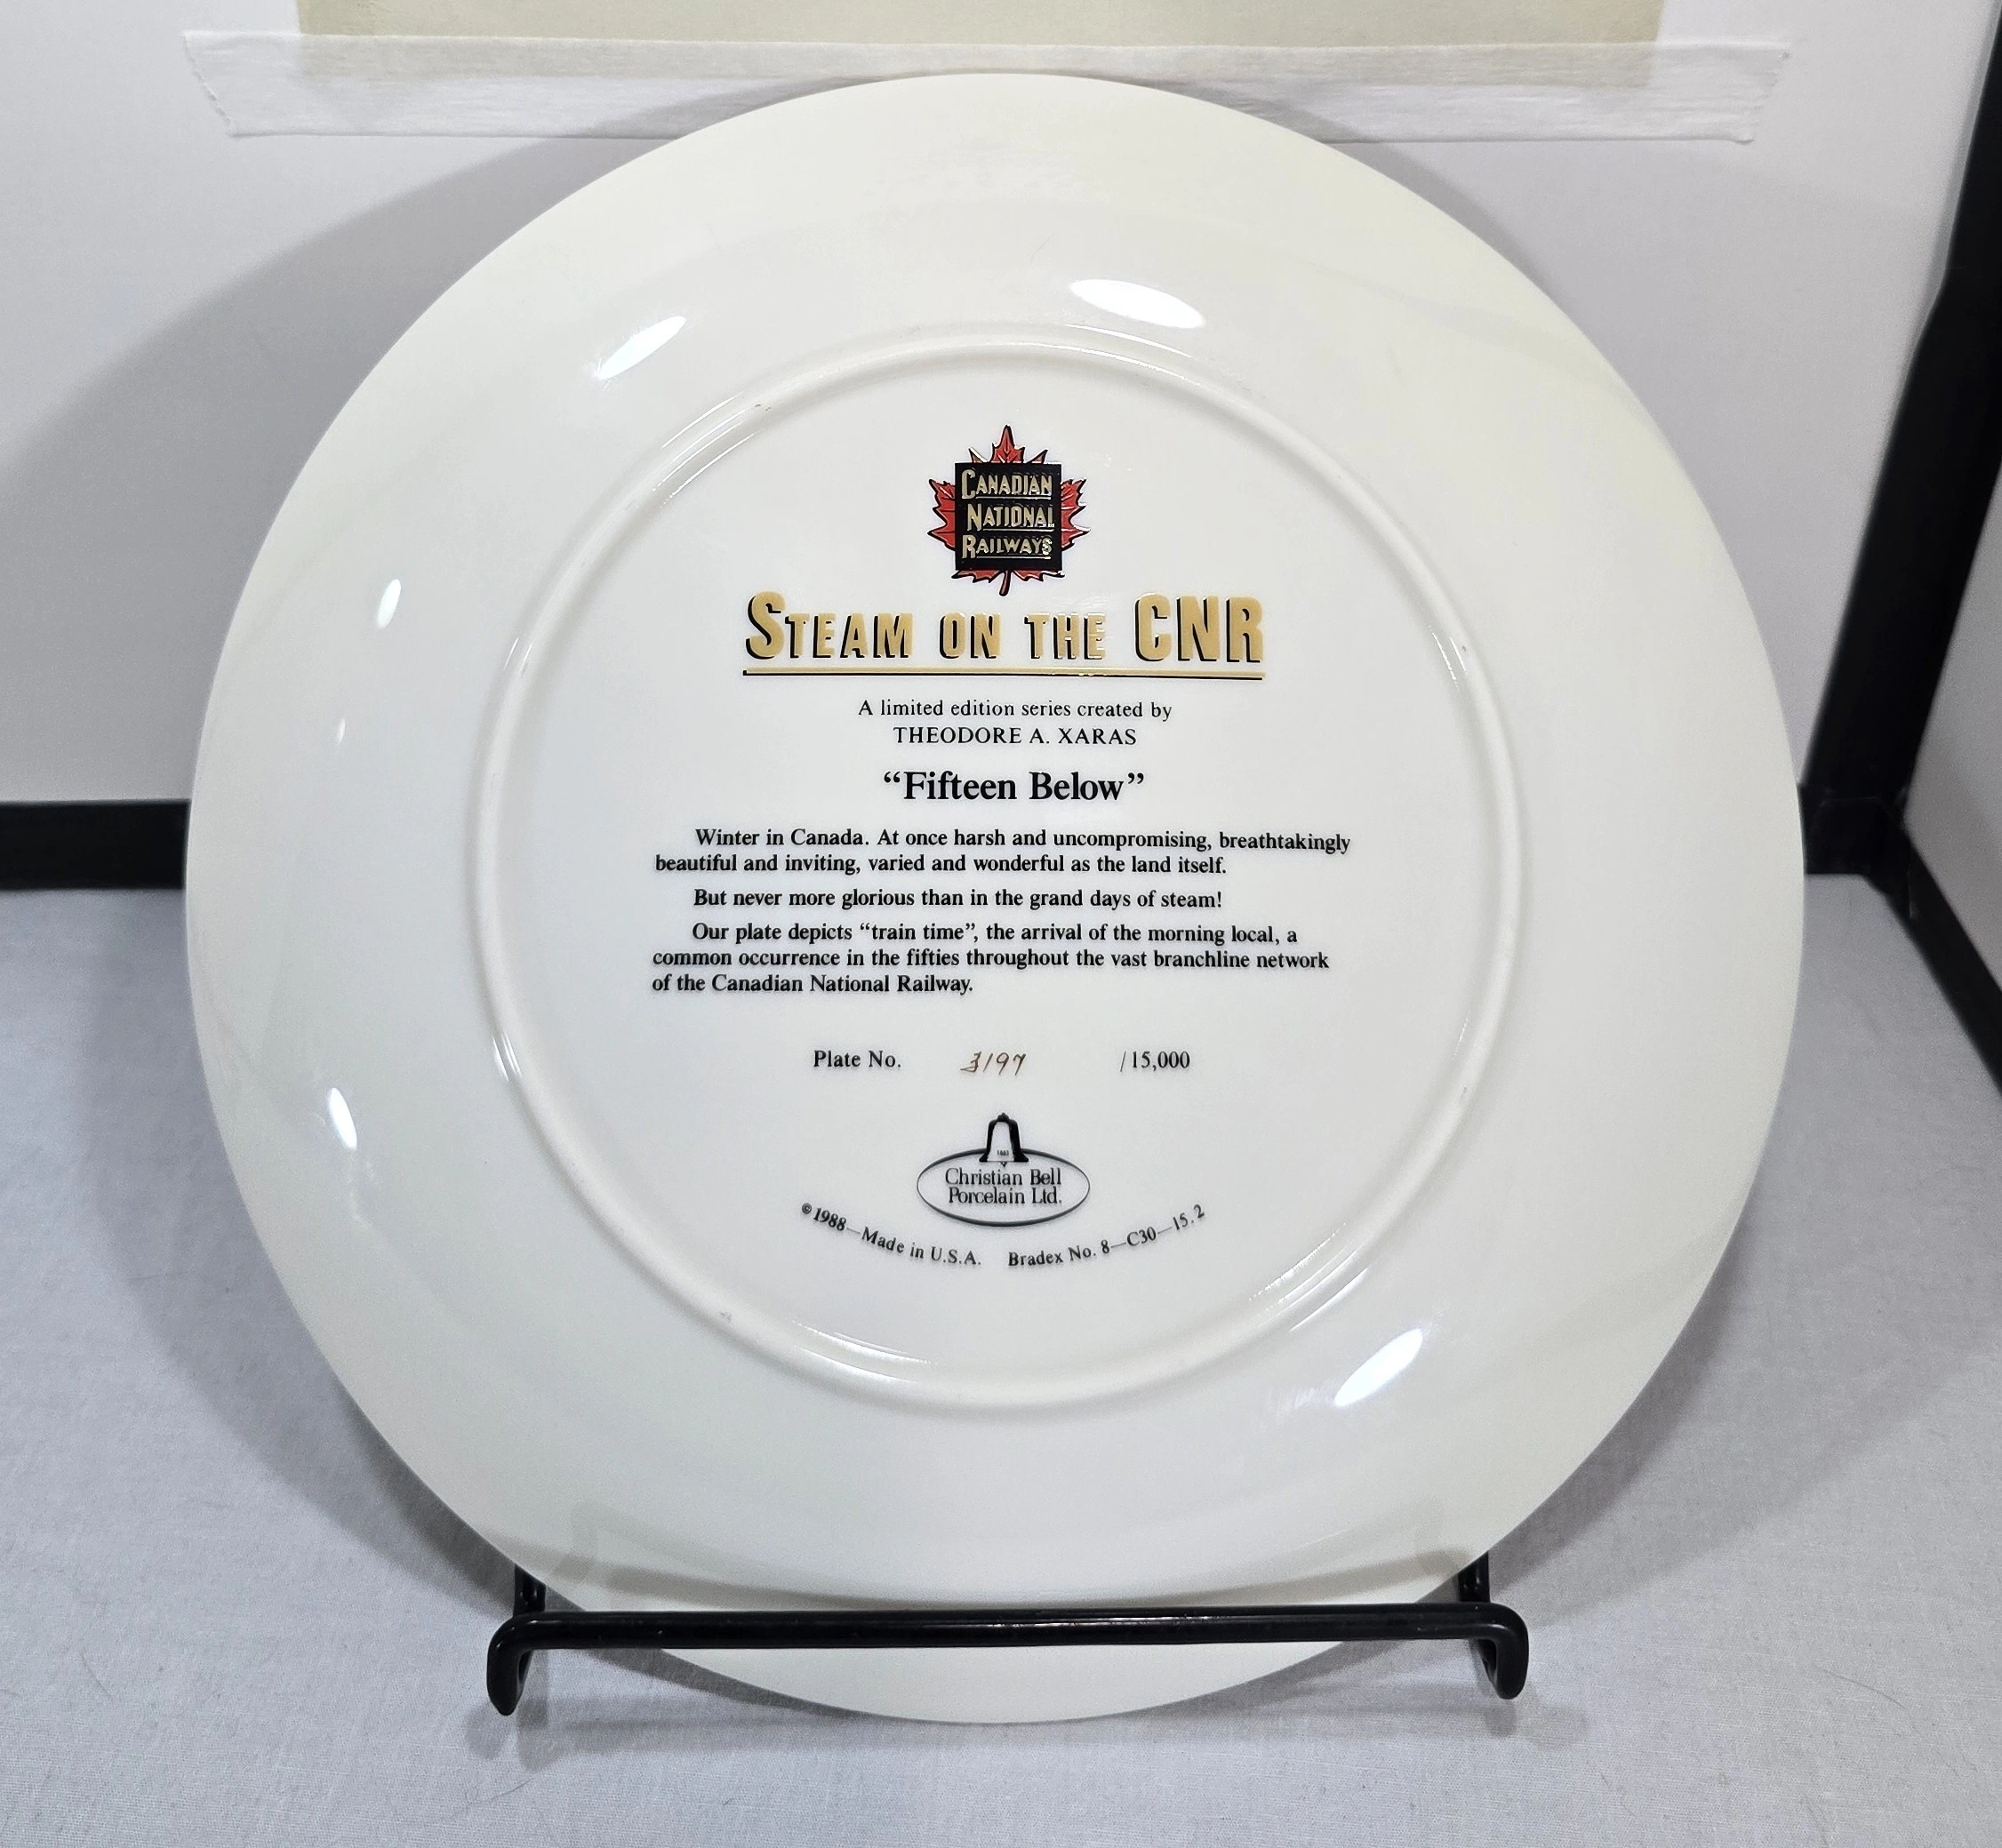 CANADIAN
NATIONAL
RAILWAYS
STEAM ON THE CNR
A limited edition series created by
THEODORE A. XARAS
“Fifteen Below”
Winter in Canada. At once harsh and uncompromising, breathtakingly
beautiful and inviting, varied and wonderful as the land itself.
But never more glorious than in the grand days of steam!
Our plate depicts “train time”, the arrival of the morning local, a
common occurrence in the fifties throughout the vast branchline network
of the Canadian National Railway.
Plate No. 3197 /15,000
Christian Bell
Porcelain Ltd.
©1988—Made in U.S.A. Bradex No. 8—C30—15.2